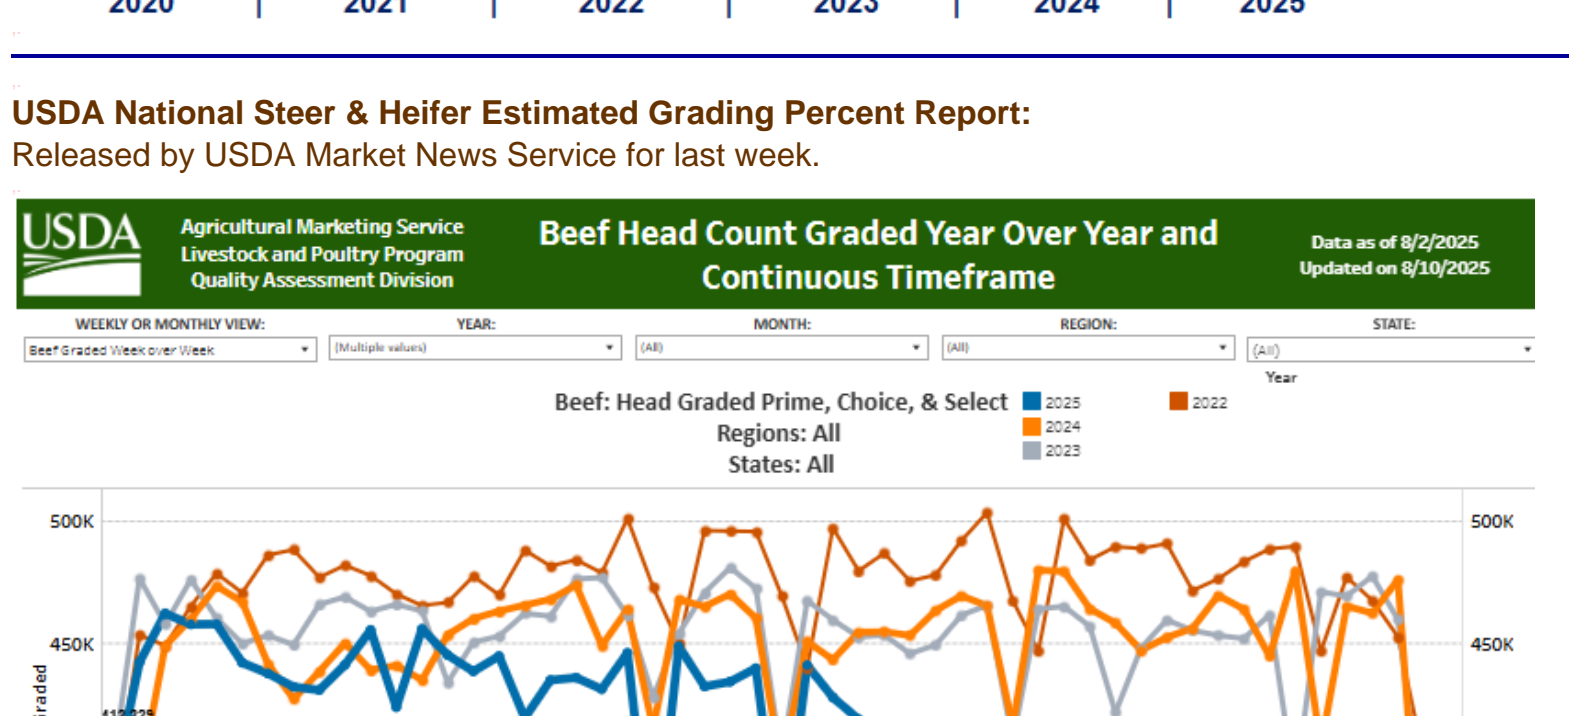 2020 | 2021 | 2022 | 2023 | 2024 | 2025
USDA National Steer & Heifer Estimated Grading Percent Report:
Released by USDA Market News Service for last week.
USDA
Agricultural Marketing Service
Livestock and Poultry Program
Quality Assessment Division
Beef Head Count Graded Year Over Year and
Continuous Timeframe
Data as of 8/2/2025
Updated on 8/10/2025
WEEKLY OR MONTHLY VIEW:
Beef Graded Week over Week
YEAR:
(Multiple values)
MONTH:
(All)
REGION:
(All)
STATE:
(All)
Year
Beef: Head Graded Prime, Choice, & Select
Regions: All
States: All
2025
2024
2023
2022
500K
500K
450K
450K
Graded